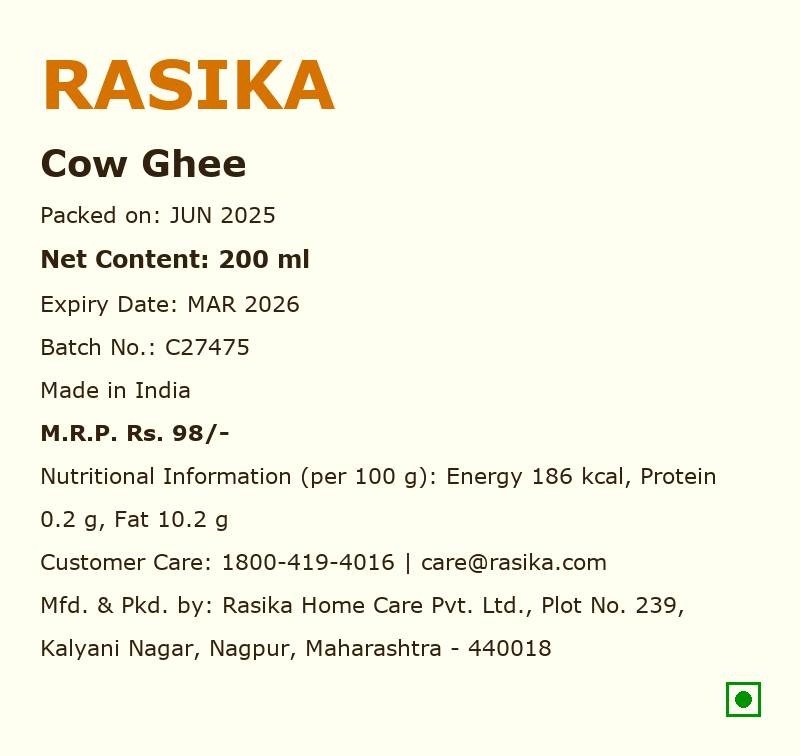 RASIKA
Cow Ghee
Packed on: JUN 2025
Net Content: 200 ml
Expiry Date: MAR 2026
Batch No.: C27475
Made in India
M.R.P. Rs. 98/-
Nutritional Information (per 100 g): Energy 186 kcal, Protein
0.2 g, Fat 10.2 g
Customer Care: 1800-419-4016 | care@rasika.com
Mfd. & Pkd. by: Rasika Home Care Pvt. Ltd., Plot No. 239,
Kalyani Nagar, Nagpur, Maharashtra - 440018